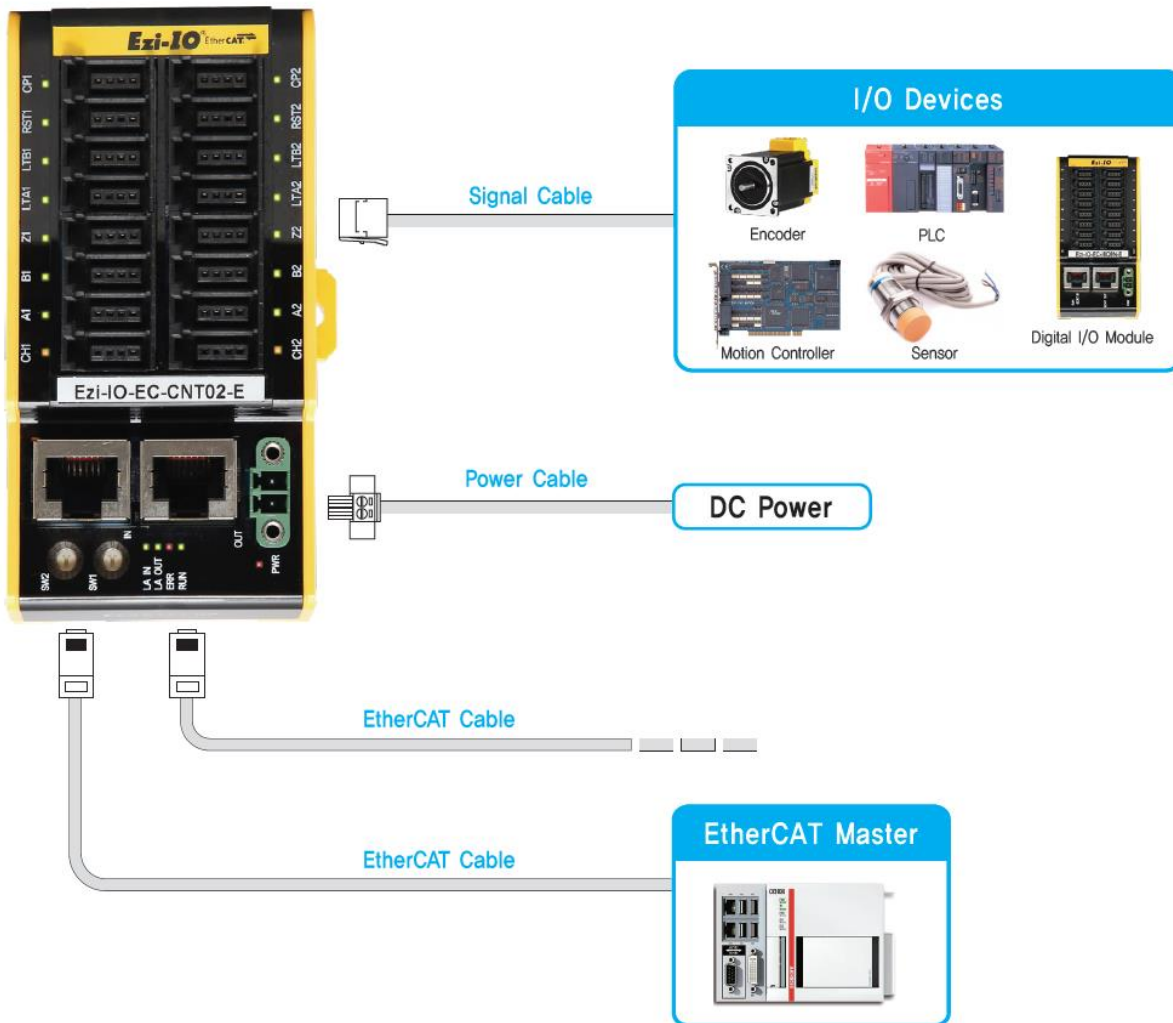 Ezi-IO® EtherCAT
CP1
CP2
RST1
RST2
LTB1
LTB2
LTA1
LTA2
Z1
Z2
B1
B2
A1
A2
CH1
CH2
Ezi-IO-EC-CNT02-E
IN
OUT
SW2
SW1
LA IN
LA OUT
ERR
RUN
PWR
Signal Cable
I/O Devices
Encoder
PLC
Ezi-IO
Motion Controller
Sensor
Digital I/O Module
Power Cable
DC Power
EtherCAT Cable
EtherCAT Cable
EtherCAT Master